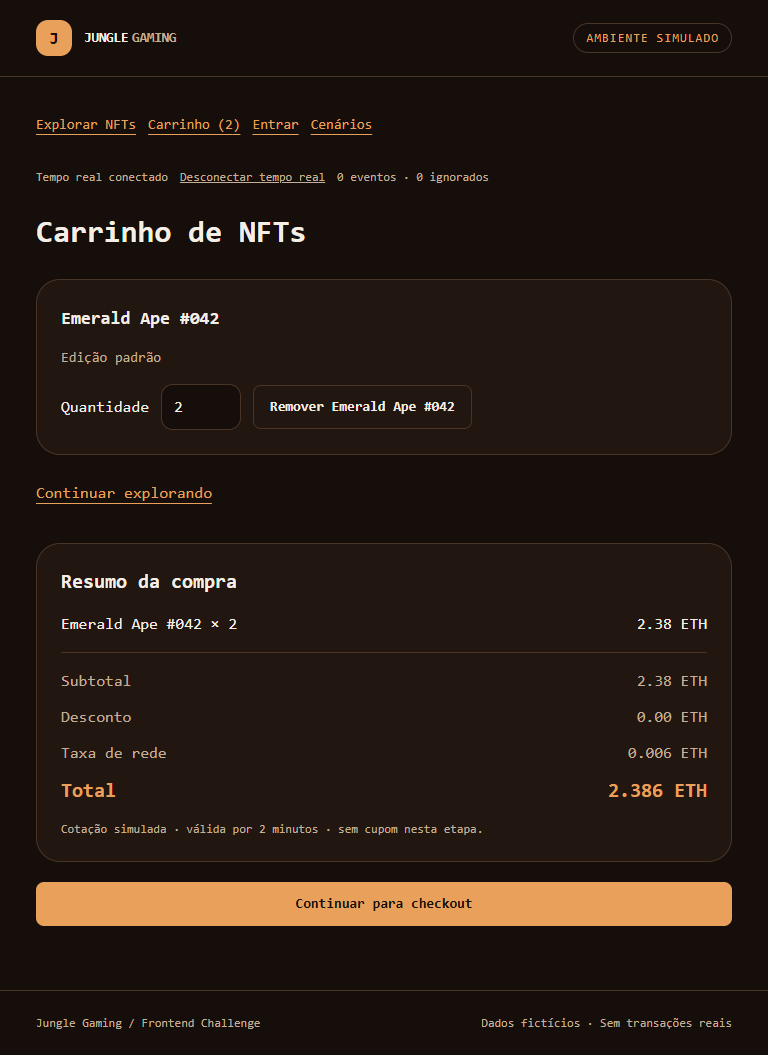 J JUNGLE GAMING AMBIENTE SIMULADO
Explorar NFTs Carrinho (2) Entrar Cenários
Tempo real conectado Desconectar tempo real 0 eventos · 0 ignorados
Carrinho de NFTs
Emerald Ape #042
Edição padrão
Quantidade 2 Remover Emerald Ape #042
Continuar explorando
Resumo da compra
Emerald Ape #042 × 2 2.38 ETH
Subtotal 2.38 ETH
Desconto 0.00 ETH
Taxa de rede 0.006 ETH
Total 2.386 ETH
Cotação simulada · válida por 2 minutos · sem cupom nesta etapa.
Continuar para checkout
Jungle Gaming / Frontend Challenge Dados fictícios · Sem transações reais